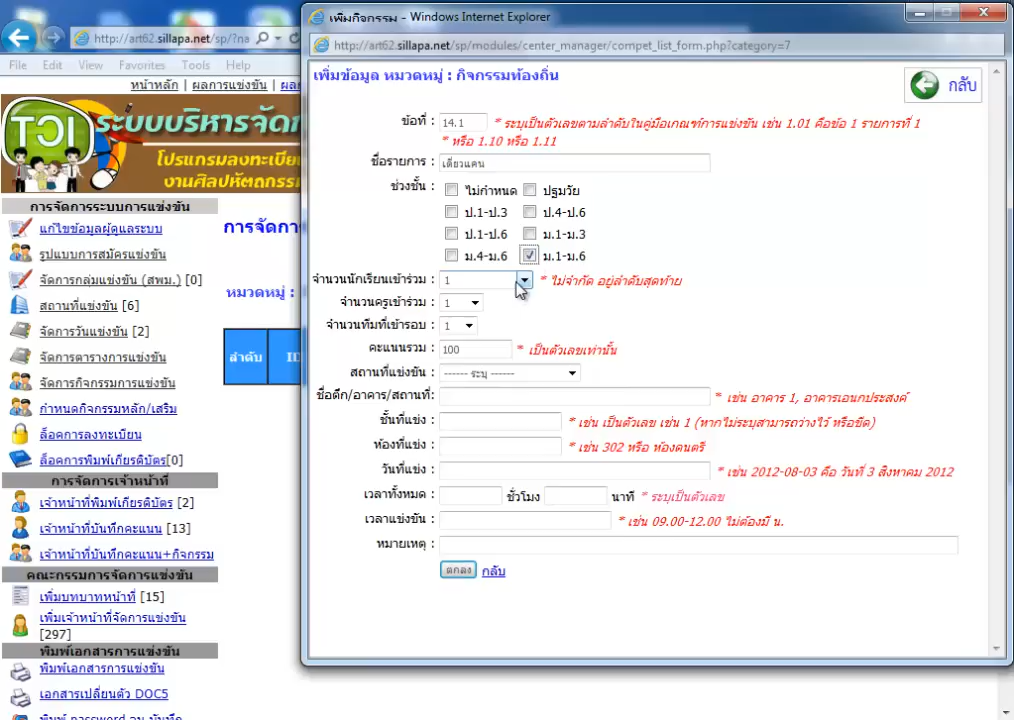 http://art62.sillapa.net/sp/?na
File Edit View Favorites Tools Help
หน้าหลัก | ผลการแข่งขัน | ผล
ระบบบริหารจัดก
โปรแกรมลงทะเบีย
งานศิลปหัตถกรร
การจัดการระบบการแข่งขัน
แก้ไขข้อมูลผู้ดูแลระบบ
รูปแบบการสมัครแข่งขัน
จัดการกลุ่มแข่งขัน (สพม.) [0]
สถานที่แข่งขัน [6]
จัดการวันแข่งขัน [2]
จัดการตารางการแข่งขัน
จัดการกิจกรรมการแข่งขัน
กำหนดกิจกรรมหลัก/เสริม
ล็อคการลงทะเบียน
ล็อคการพิมพ์เกียรติบัตร[0]
การจัดการเจ้าหน้าที่
เจ้าหน้าที่พิมพ์เกียรติบัตร [2]
เจ้าหน้าที่บันทึกคะแนน [13]
เจ้าหน้าที่บันทึกคะแนน+กิจกรรม
คณะกรรมการจัดการแข่งขัน
เพิ่มบทบาทหน้าที่ [15]
เพิ่มเจ้าหน้าที่จัดการแข่งขัน
[297]
พิมพ์เอกสารการแข่งขัน
พิมพ์เอกสารการแข่งขัน
เอกสารเปลี่ยนตัว DOC5
การจัดกา
หมวดหมู่ :
ลำดับ ID
เพิ่มกิจกรรม - Windows Internet Explorer
http://art62.sillapa.net/sp/modules/center_manager/compet_list_form.php?category=7
เพิ่มข้อมูล หมวดหมู่ : กิจกรรมท้องถิ่น
กลับ
ข้อที่ : 14.1 * ระบุเป็นตัวเลขตามลำดับในคู่มือเกณฑ์การแข่งขัน เช่น 1.01 คือข้อ 1 รายการที่ 1
* หรือ 1.10 หรือ 1.11
ชื่อรายการ : เดี่ยวแคน
ช่วงชั้น : ไม่กำหนด ปฐมวัย
ป.1-ป.3 ป.4-ป.6
ป.1-ป.6 ม.1-ม.3
ม.4-ม.6 ม.1-ม.6
จำนวนนักเรียนเข้าร่วม : 1 * ไม่จำกัด อยู่ลำดับสุดท้าย
จำนวนครูเข้าร่วม : 1
จำนวนทีมที่เข้ารอบ : 1
คะแนนรวม : 100 * เป็นตัวเลขเท่านั้น
สถานที่แข่งขัน : ------ ระบุ ------
ชื่อตึก/อาคาร/สถานที่: * เช่น อาคาร 1, อาคารเอนกประสงค์
ชั้นที่แข่ง : * เช่น เป็นตัวเลข เช่น 1 (หากไม่ระบุสามารถว่างไว้ หรือขีด)
ห้องที่แข่ง : * เช่น 302 หรือ ห้องดนตรี
วันที่แข่ง : * เช่น 2012-08-03 คือ วันที่ 3 สิงหาคม 2012
เวลาทั้งหมด : ชั่วโมง นาที * ระบุเป็นตัวเลข
เวลาแข่งขัน : * เช่น 09.00-12.00 ไม่ต้องมี น.
หมายเหตุ :
ตกลง กลับ